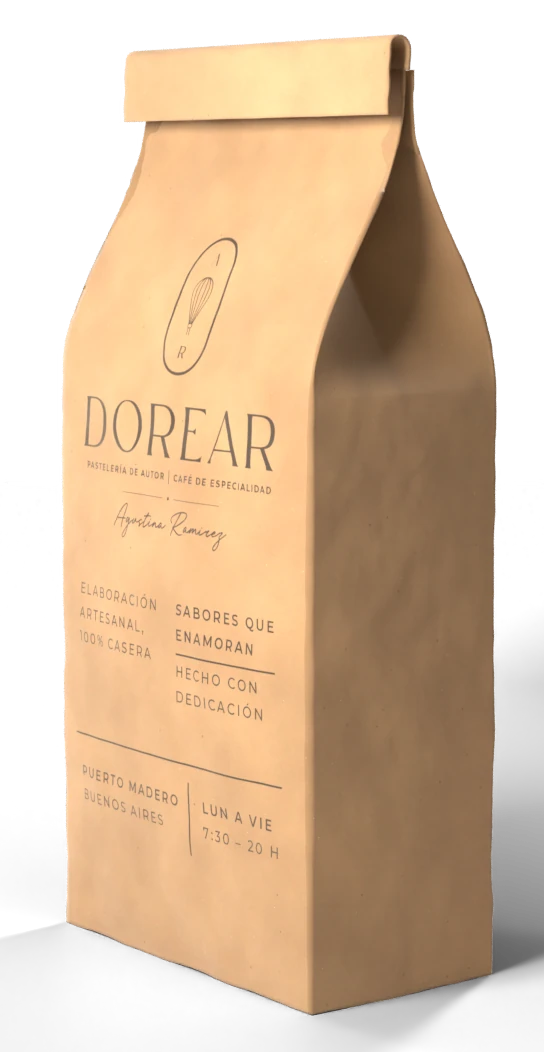 I
R
DOREAR
PASTELERÍA DE AUTOR | CAFÉ DE ESPECIALIDAD
Agustina Ramirez
ELABORACIÓN
ARTESANAL,
100% CASERA
SABORES QUE
ENAMORAN
HECHO CON
DEDICACIÓN
PUERTO MADERO
BUENOS AIRES
LUN A VIE
7:30 – 20 H